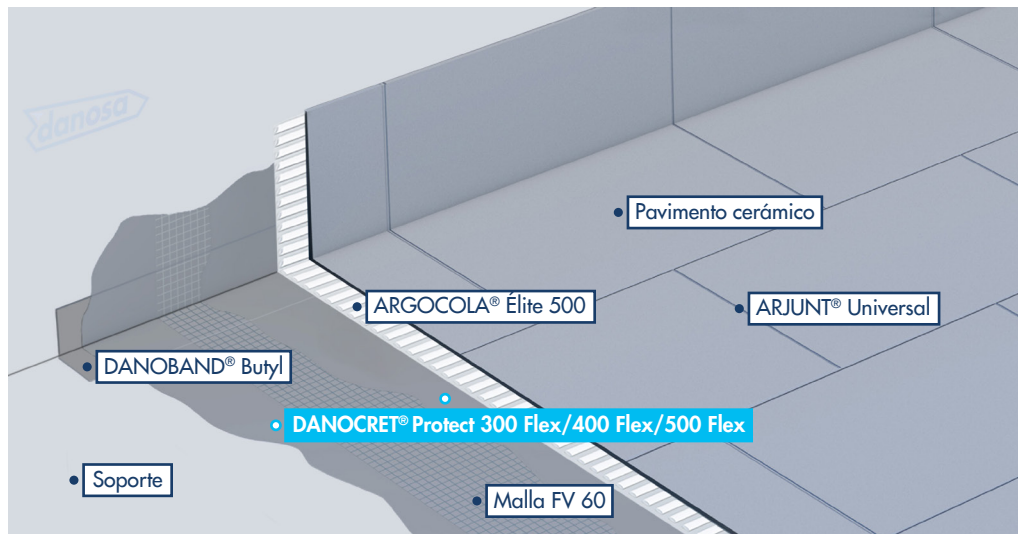 danosa
Pavimento cerámico
ARGOCOLA® Élite 500
ARJUNT® Universal
DANOBAND® Butyl
DANOCRET® Protect 300 Flex/400 Flex/500 Flex
Soporte
Malla FV 60